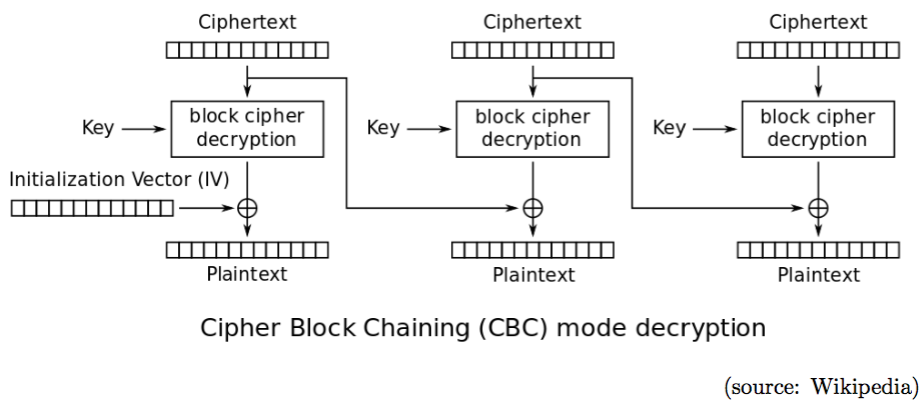 Ciphertext Ciphertext Ciphertext
Key block cipher decryption Key block cipher decryption Key block cipher decryption
Initialization Vector (IV)
Plaintext Plaintext Plaintext
Cipher Block Chaining (CBC) mode decryption
(source: Wikipedia)